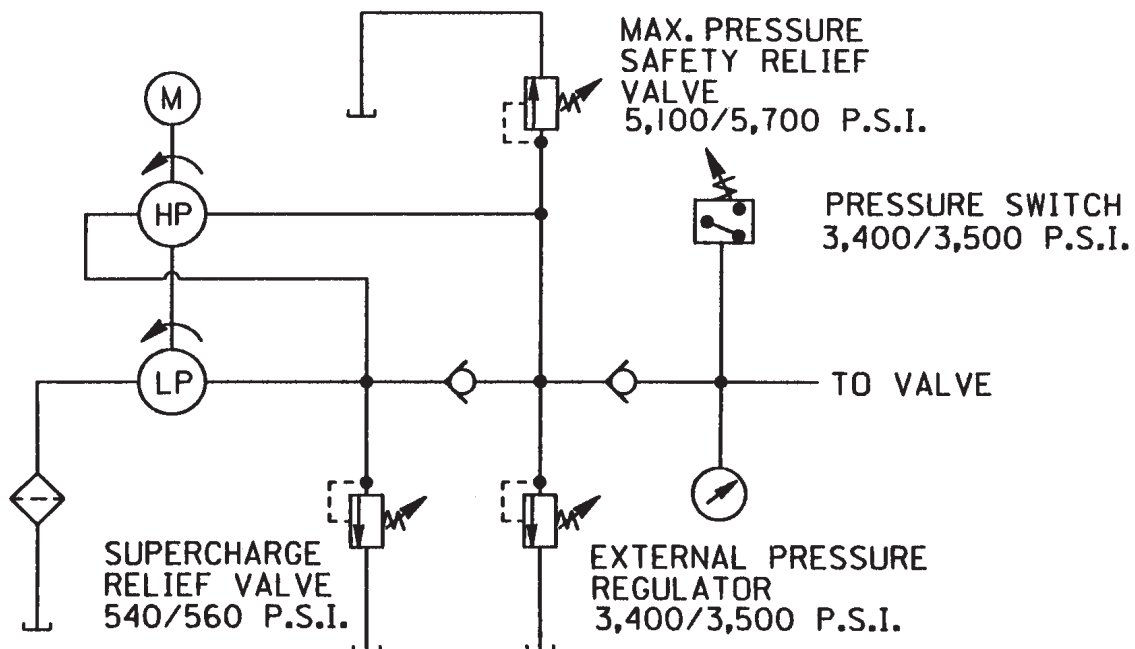 MAX. PRESSURE
SAFETY RELIEF
VALVE
5,100/5,700 P.S.I.
M
HP
PRESSURE SWITCH
3,400/3,500 P.S.I.
LP
TO VALVE
SUPERCHARGE
RELIEF VALVE
540/560 P.S.I.
EXTERNAL PRESSURE
REGULATOR
3,400/3,500 P.S.I.